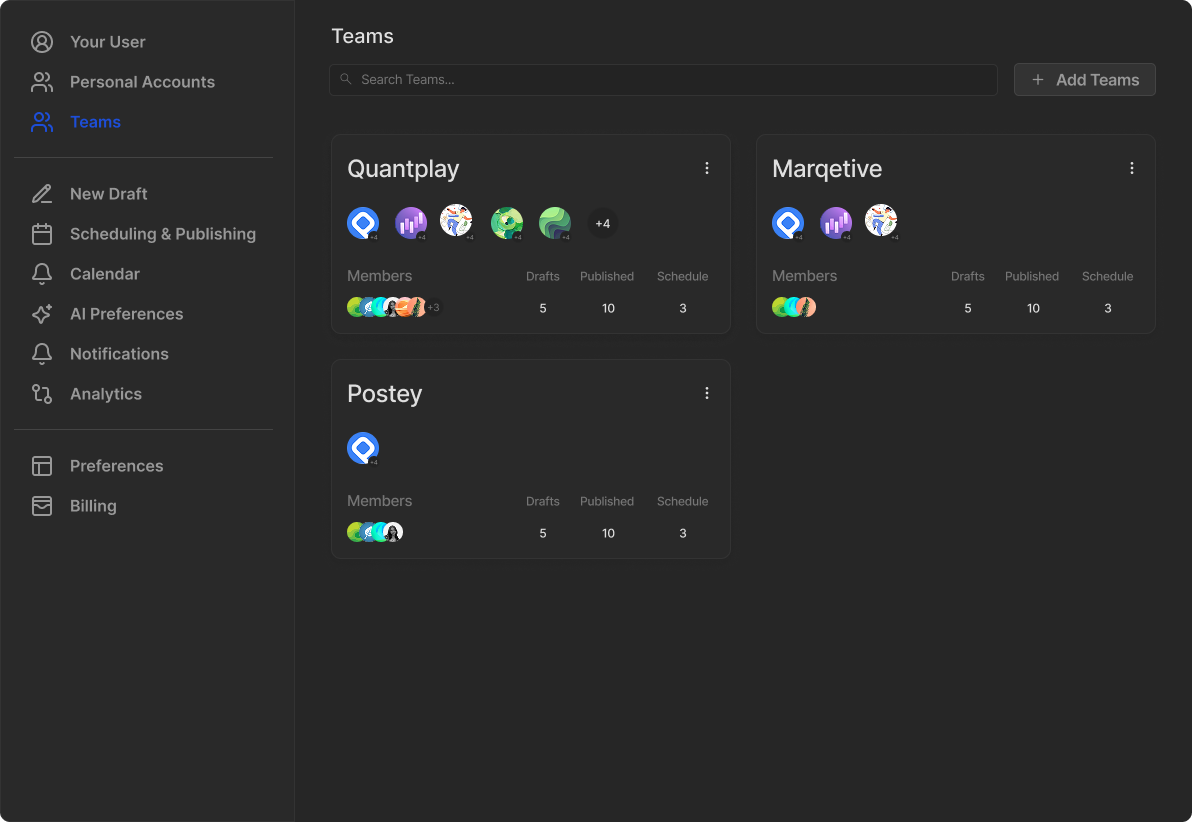 Your User
Personal Accounts
Teams
New Draft
Scheduling & Publishing
Calendar
AI Preferences
Notifications
Analytics
Preferences
Billing
Teams
Search Teams...
Add Teams
Quantplay
+4 +4 +4 +4 +4 +4
Members Drafts Published Schedule
+3 5 10 3
Marqetive
+4 +4 +4
Members Drafts Published Schedule
5 10 3
Postey
+4
Members Drafts Published Schedule
5 10 3